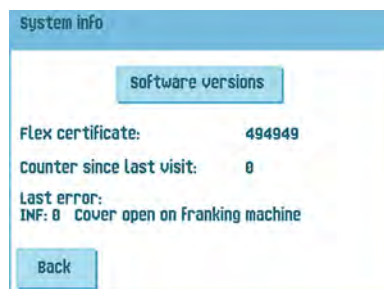 System info
Software versions
Flex certificate: 494949
Counter since last visit: 0
Last error:
INF: 0 Cover open on Franking machine
Back